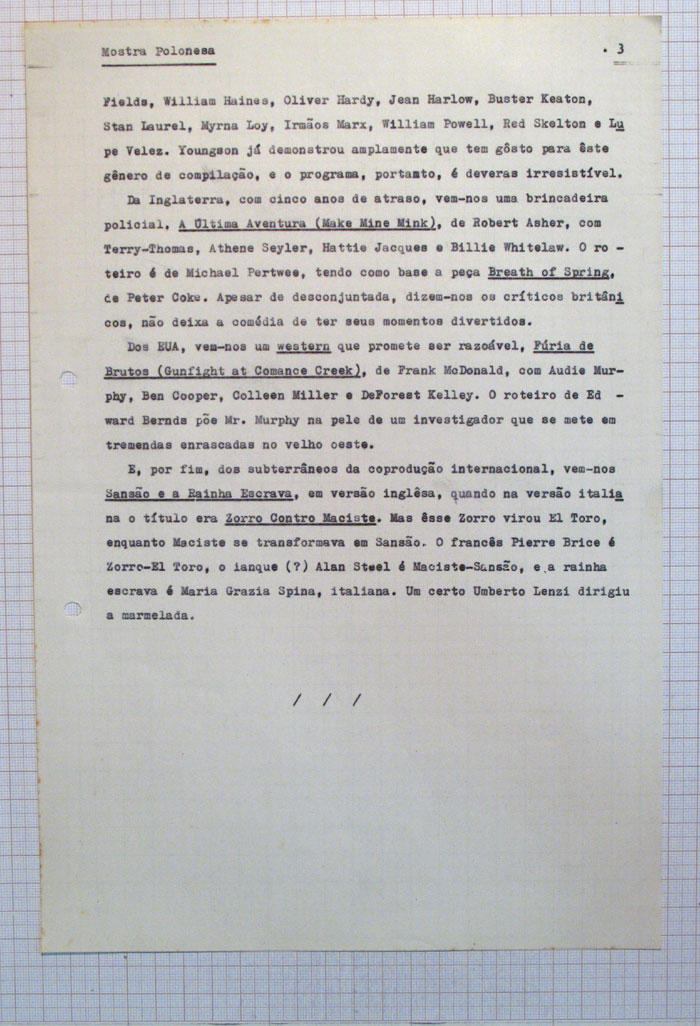 Mostra Polonesa . 3
Fields, William Haines, Oliver Hardy, Jean Harlow, Buster Keaton,
Stan Laurel, Myrna Loy, Irmãos Marx, William Powell, Red Skelton e Lu
pe Velez. Youngson já demonstrou amplamente que tem gôsto para êste
gênero de compilação, e o programa, portanto, é deveras irresistível.
Da Inglaterra, com cinco anos de atraso, vem-nos uma brincadeira
policial, A Última Aventura (Make Mine Mink), de Robert Asher, com
Terry-Thomas, Athene Seyler, Hattie Jacques e Billie Whitelaw. O ro -
teiro é de Michael Pertwee, tendo como base a peça Breath of Spring,
de Peter Coke. Apesar de desconjuntada, dizem-nos os críticos britâni
cos, não deixa a comédia de ter seus momentos divertidos.
Dos EUA, vem-nos um western que promete ser razoável, Fúria de
Brutos (Gunfight at Comance Creek), de Frank McDonald, com Audie Mur-
phy, Ben Cooper, Colleen Miller e DeForest Kelley. O roteiro de Ed -
ward Bernds põe Mr. Murphy na pele de um investigador que se mete em
tremendas enrascadas no velho oeste.
E, por fim, dos subterrâneos da coprodução internacional, vem-nos
Sansão e a Rainha Escrava, em versão inglêsa, quando na versão italia
na o título era Zorro Contro Maciste. Mas êsse Zorro virou El Toro,
enquanto Maciste se transformava em Sansão. O francês Pierre Brice é
Zorro-El Toro, o ianque (?) Alan Steel é Maciste-Sansão, e a rainha
escrava é Maria Grazia Spina, italiana. Um certo Umberto Lenzi dirigiu
a marmelada.
/ / /